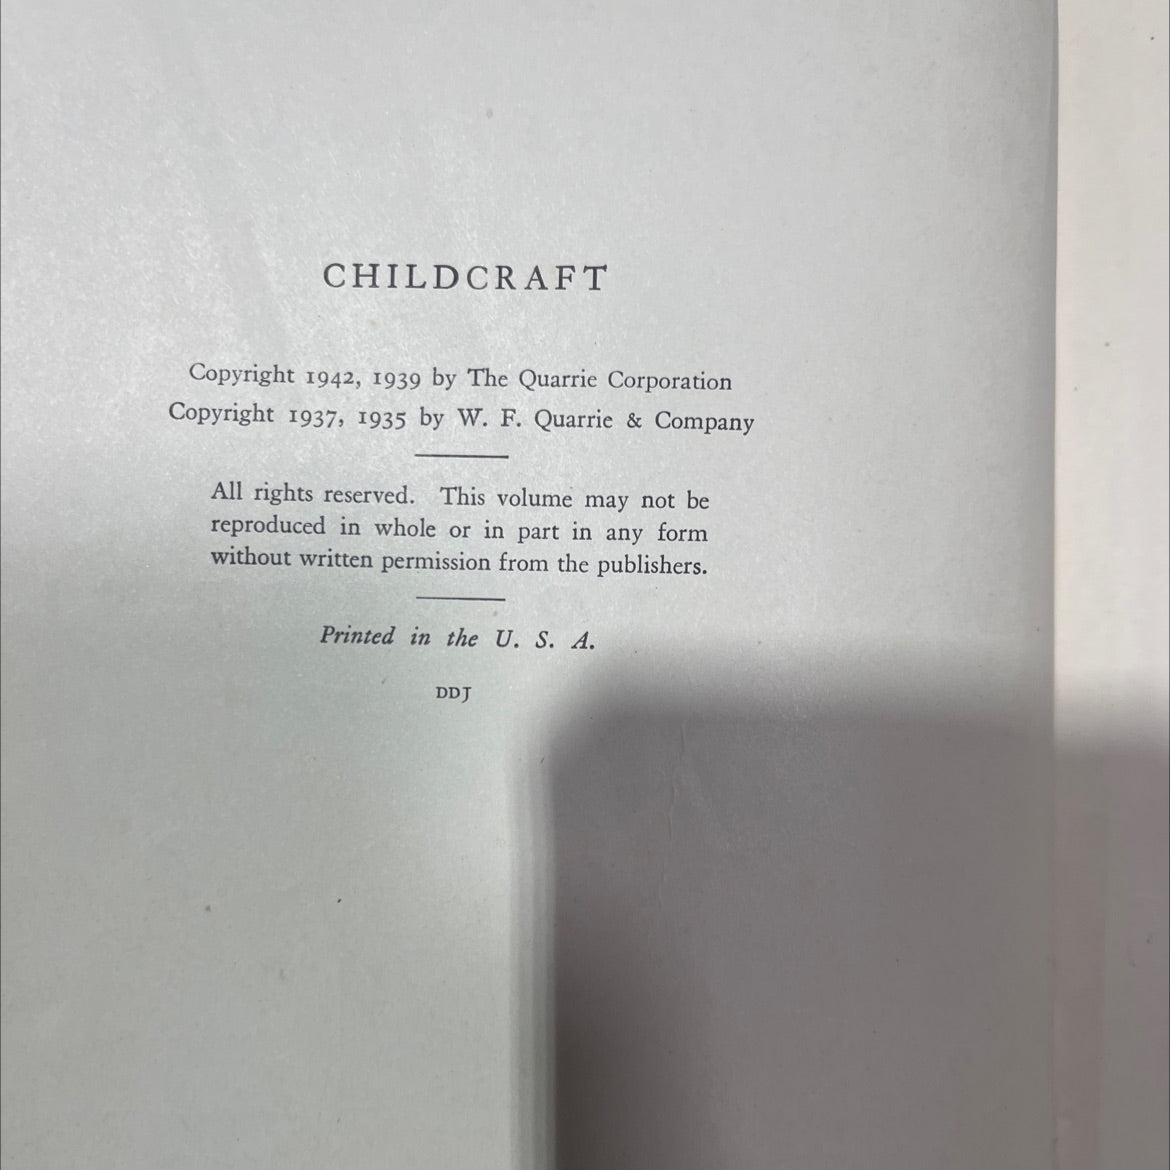 CHILDCRAFT
Copyright 1942, 1939 by The Quarrie Corporation
Copyright 1937, 1935 by W. F. Quarrie & Company
All rights reserved. This volume may not be
reproduced in whole or in part in any form
without written permission from the publishers.
Printed in the U. S. A.
DDJ